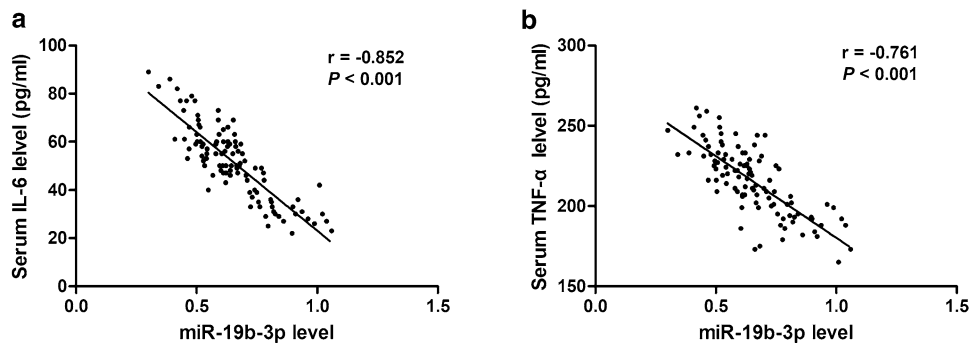 a
Serum IL-6 lelvel (pg/ml)
100
80
60
40
20
0
r = -0.852
P < 0.001
0.0 0.5 1.0 1.5
miR-19b-3p level
b
Serum TNF-α lelvel (pg/ml)
300
250
200
150
r = -0.761
P < 0.001
0.0 0.5 1.0 1.5
miR-19b-3p level